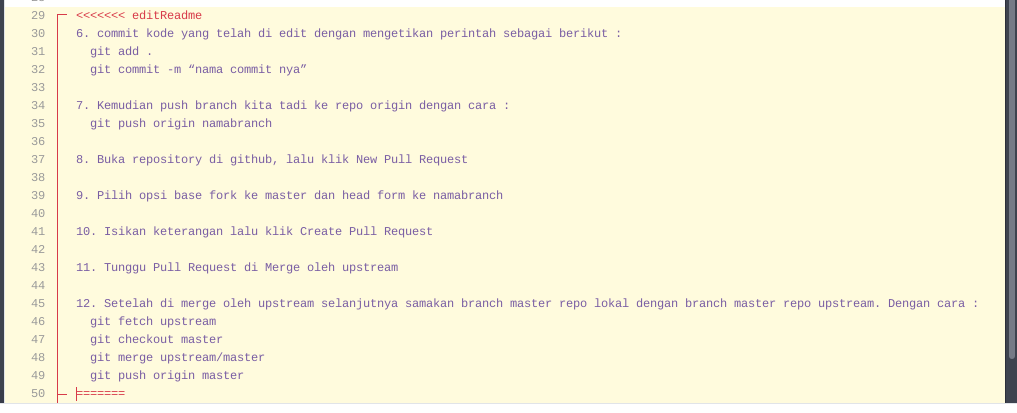 29 <<<<<<< editReadme
30 6. commit kode yang telah di edit dengan mengetikan perintah sebagai berikut :
31 git add .
32 git commit -m “nama commit nya”
33
34 7. Kemudian push branch kita tadi ke repo origin dengan cara :
35 git push origin namabranch
36
37 8. Buka repository di github, lalu klik New Pull Request
38
39 9. Pilih opsi base fork ke master dan head form ke namabranch
40
41 10. Isikan keterangan lalu klik Create Pull Request
42
43 11. Tunggu Pull Request di Merge oleh upstream
44
45 12. Setelah di merge oleh upstream selanjutnya samakan branch master repo lokal dengan branch master repo upstream. Dengan cara :
46 git fetch upstream
47 git checkout master
48 git merge upstream/master
49 git push origin master
50 =======